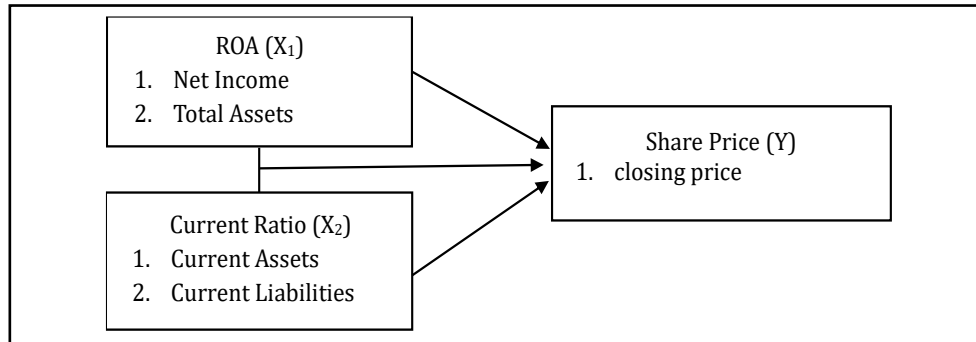 ROA (X₁)
1. Net Income
2. Total Assets
Share Price (Y)
1. closing price
Current Ratio (X₂)
1. Current Assets
2. Current Liabilities